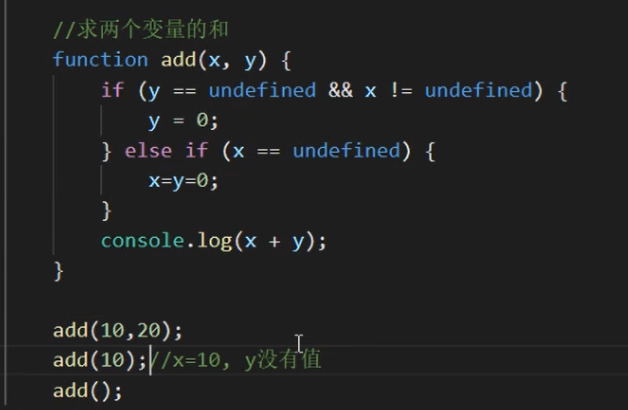 //求两个变量的和
function add(x, y) {
    if (y == undefined && x != undefined) {
        y = 0;
    } else if (x == undefined) {
        x=y=0;
    }
    console.log(x + y);
}

add(10,20);
add(10);//x=10, y没有值
add();